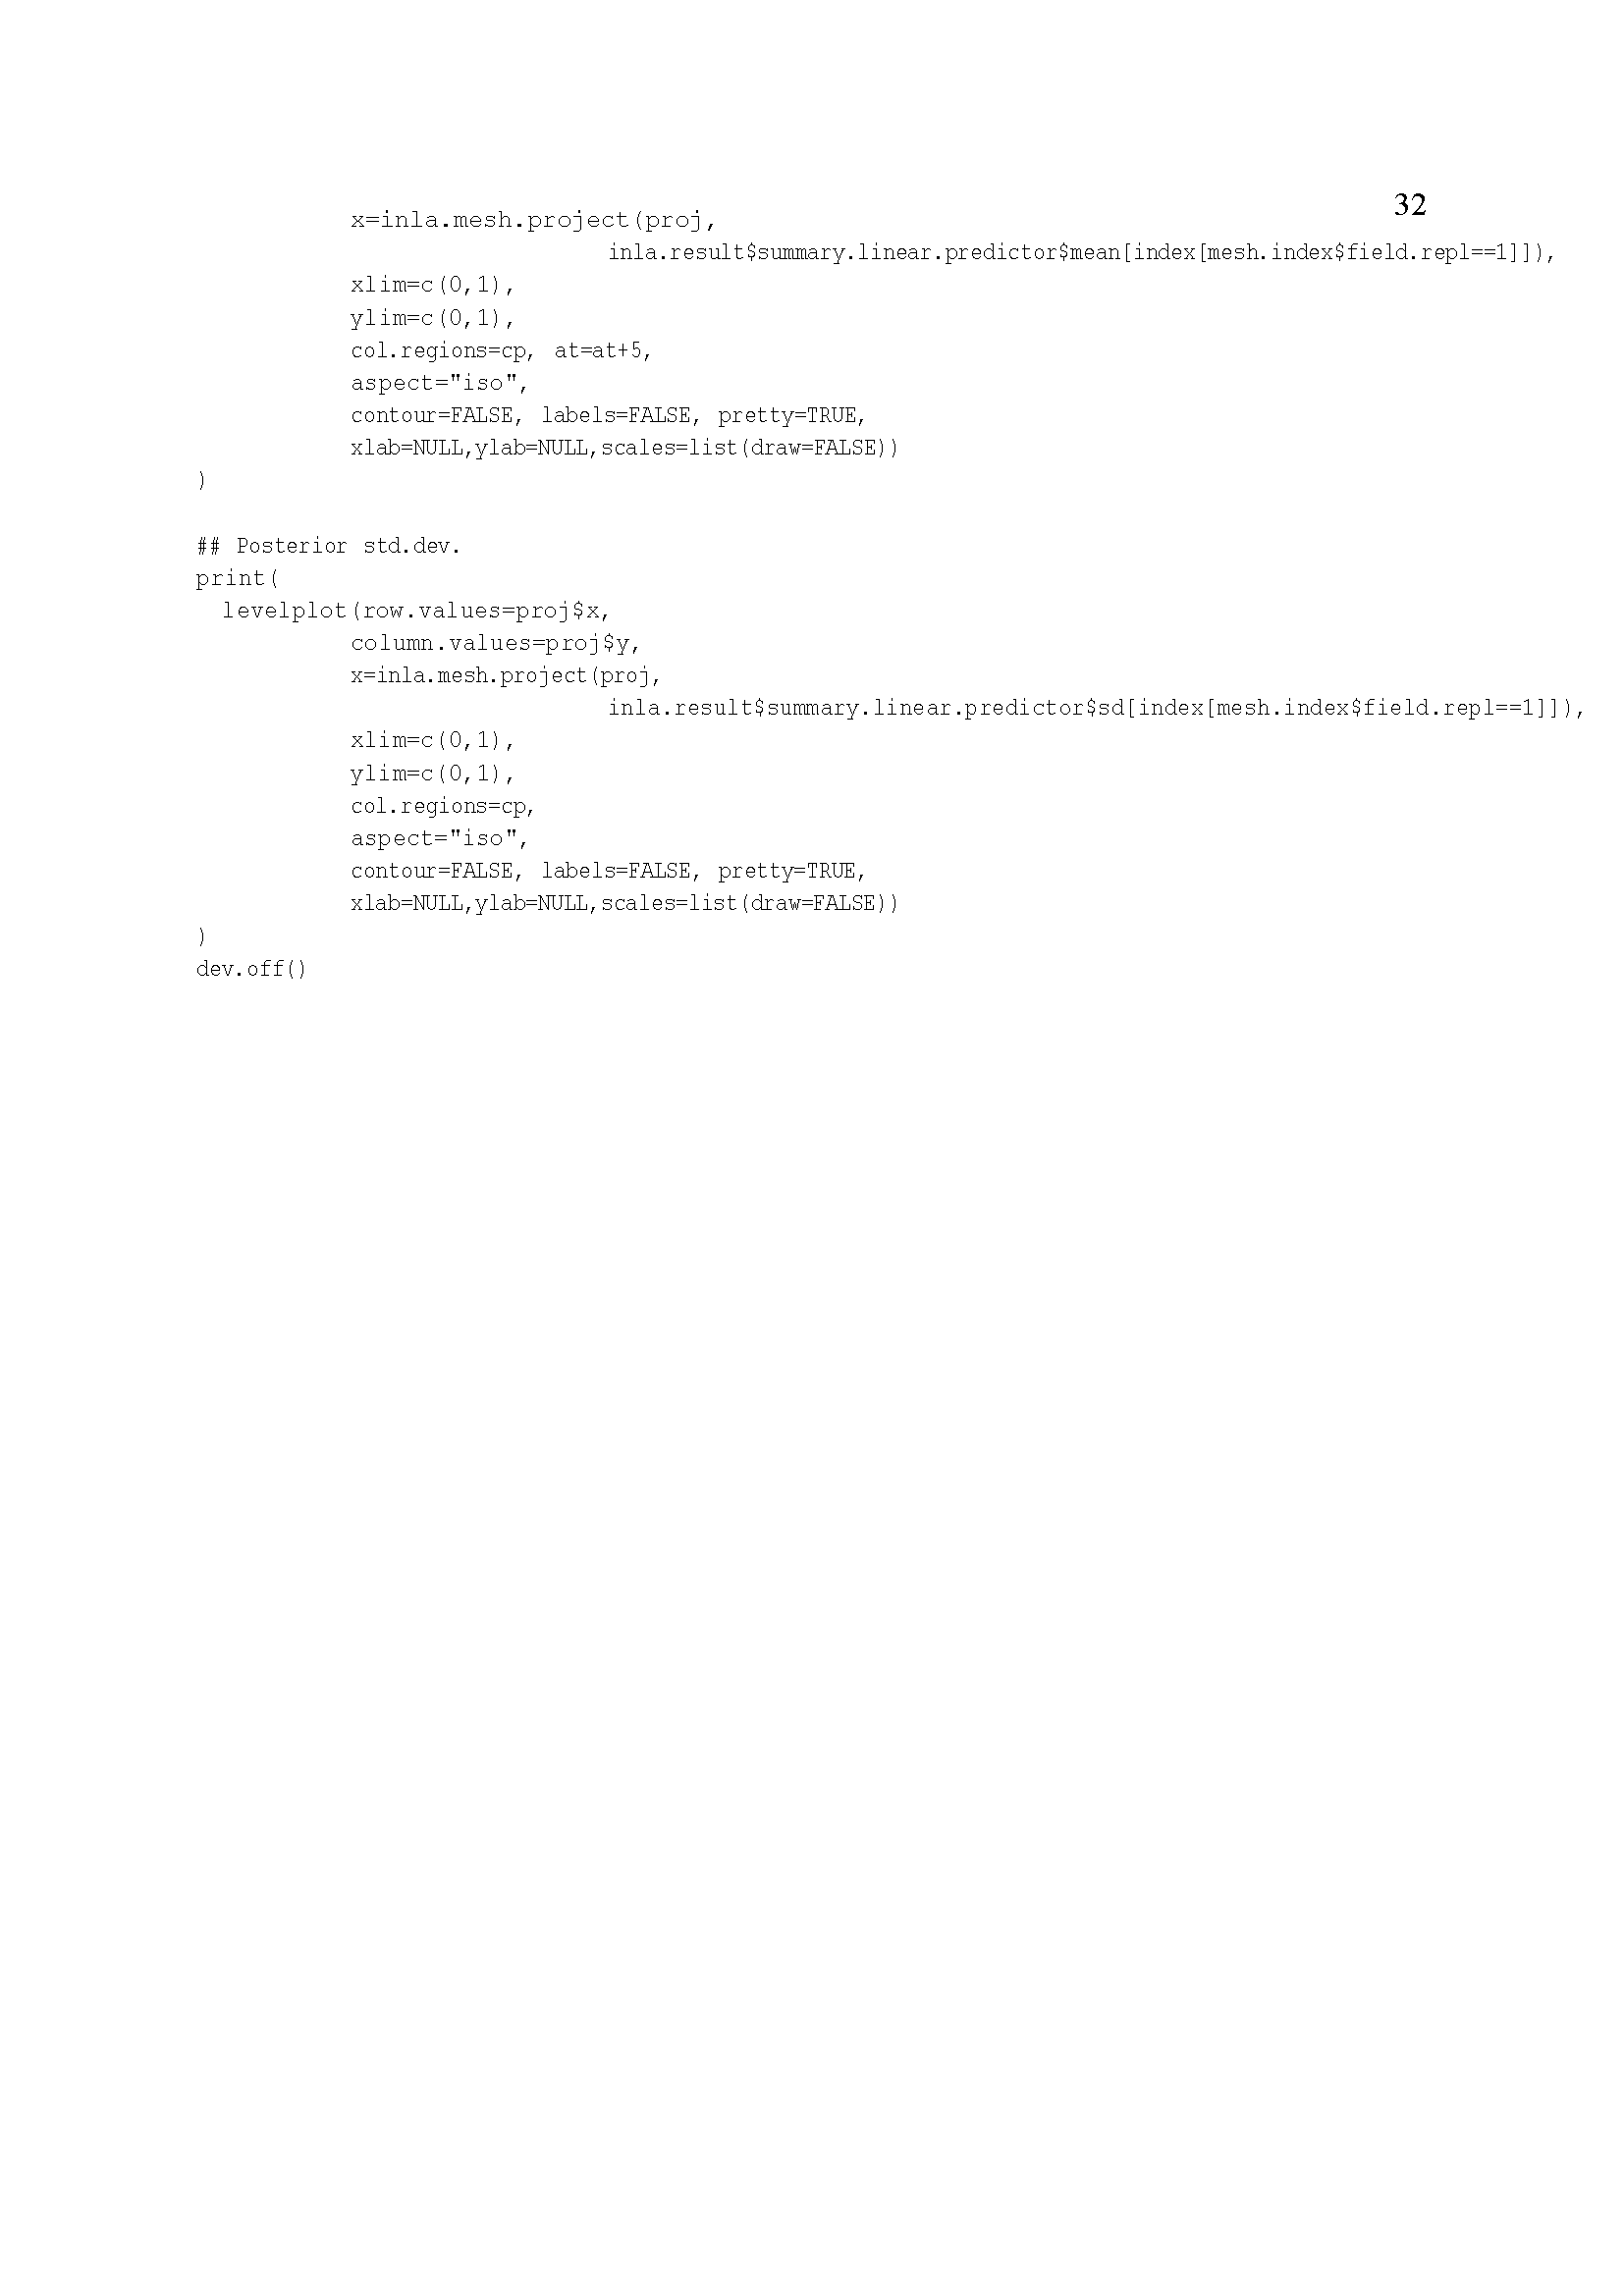 32
x=inla.mesh.project(proj,
inla.result$summary.linear.predictor$mean[index[mesh.index$field.repl==1]]),
xlim=c(0,1),
ylim=c(0,1),
col.regions=cp, at=at+5,
aspect="iso",
contour=FALSE, labels=FALSE, pretty=TRUE,
xlab=NULL,ylab=NULL,scales=list(draw=FALSE))
)
## Posterior std.dev.
print(
levelplot(row.values=proj$x,
column.values=proj$y,
x=inla.mesh.project(proj,
inla.result$summary.linear.predictor$sd[index[mesh.index$field.repl==1]]),
xlim=c(0,1),
ylim=c(0,1),
col.regions=cp,
aspect="iso",
contour=FALSE, labels=FALSE, pretty=TRUE,
xlab=NULL,ylab=NULL,scales=list(draw=FALSE))
)
dev.off()